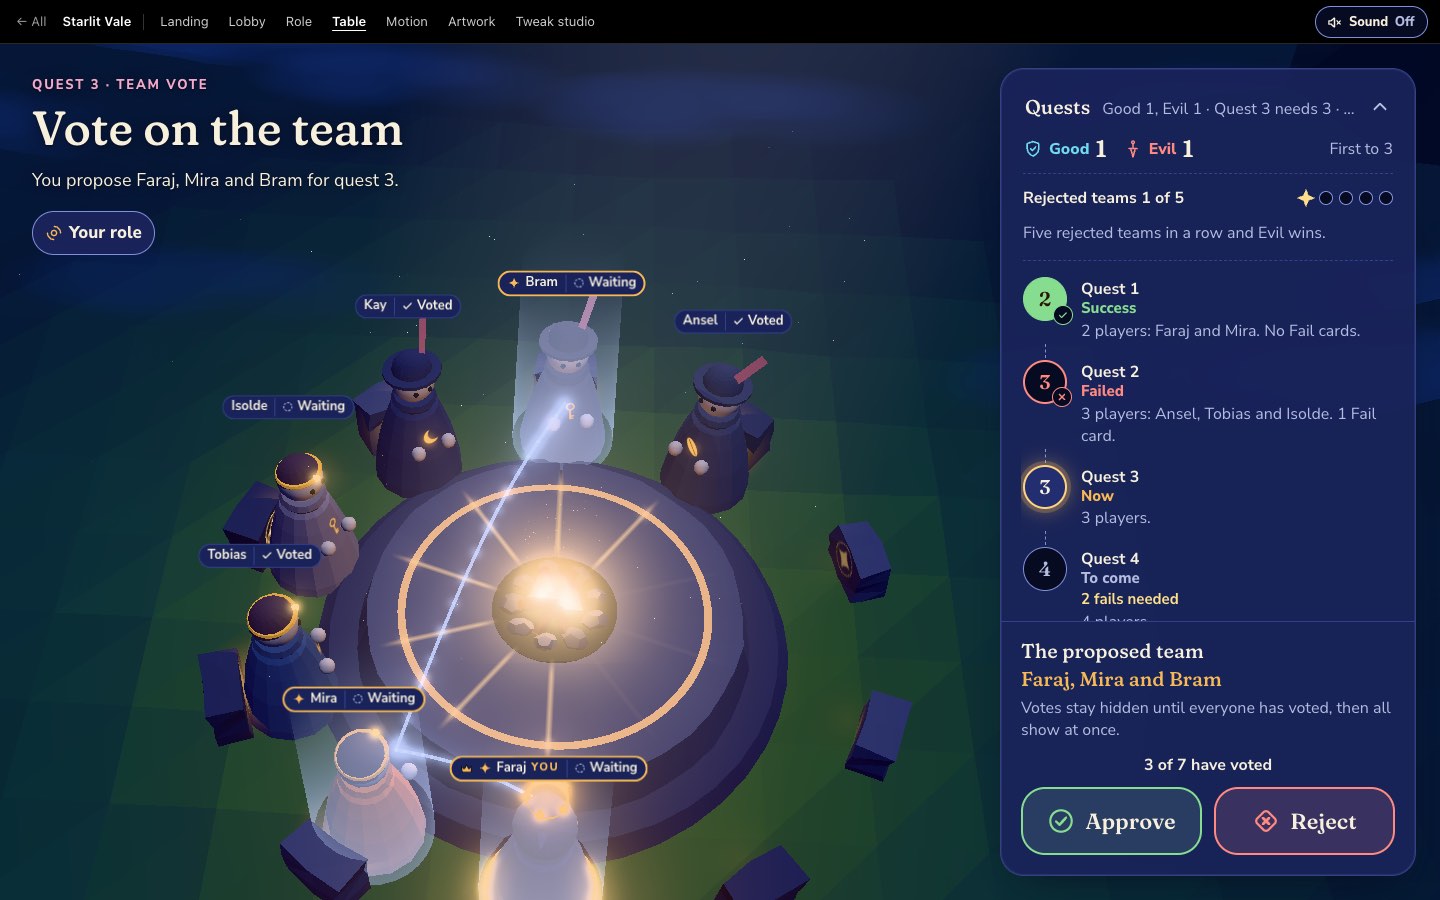 ← All Starlit Vale Landing Lobby Role Table Motion Artwork Tweak studio Sound Off
QUEST 3 · TEAM VOTE
Vote on the team
You propose Faraj, Mira and Bram for quest 3.
Your role
Bram Waiting
Kay ✓ Voted
Ansel ✓ Voted
Isolde Waiting
Tobias ✓ Voted
Mira Waiting
Faraj YOU Waiting
Quests Good 1, Evil 1 · Quest 3 needs 3 · ...
Good 1 Evil 1 First to 3
Rejected teams 1 of 5
Five rejected teams in a row and Evil wins.
2 Quest 1
Success
2 players: Faraj and Mira. No Fail cards.
3 Quest 2
Failed
3 players: Ansel, Tobias and Isolde. 1 Fail
card.
3 Quest 3
Now
3 players.
4 Quest 4
To come
2 fails needed
The proposed team
Faraj, Mira and Bram
Votes stay hidden until everyone has voted, then all
show at once.
3 of 7 have voted
Approve Reject